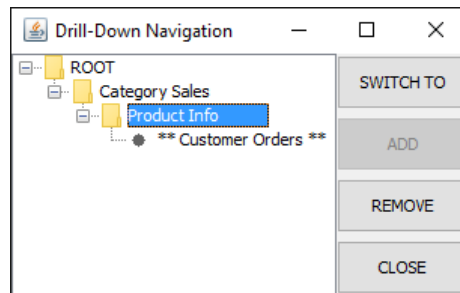 Drill-Down Navigation
ROOT
Category Sales
Product Info
** Customer Orders **
SWITCH TO
ADD
REMOVE
CLOSE